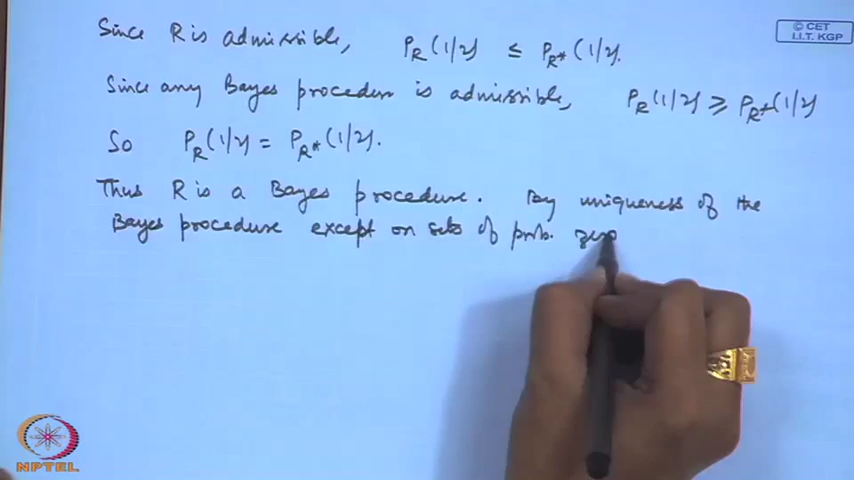 Since R is admissible, P_R(1/2) ≤ P_R*(1/2).
© CET
I.I.T. KGP
Since any Bayes procedure is admissible, P_R(1/2) ≥ P_R*(1/2)
So P_R(1/2) = P_R*(1/2).
Thus R is a Bayes procedure. By uniqueness of the
Bayes procedure except on sets of prob. zero
NPTEL